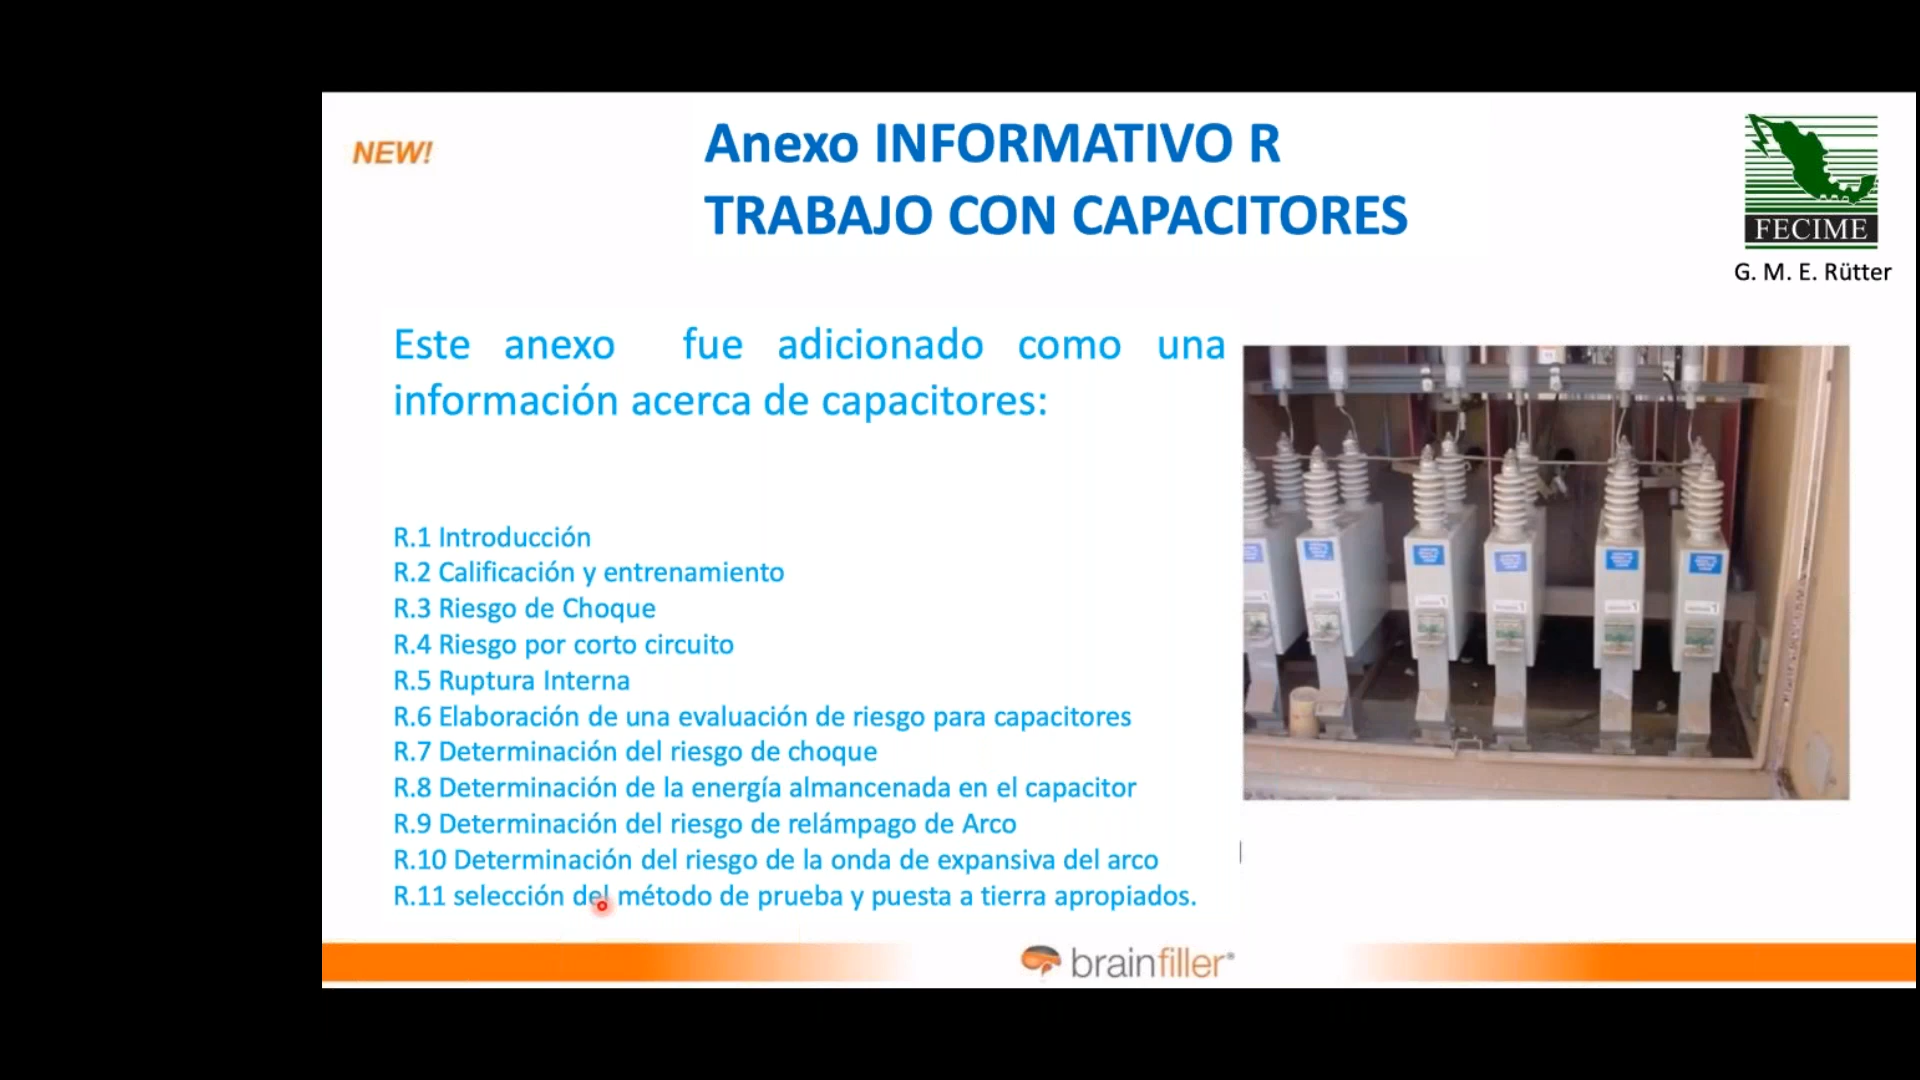 NEW!
Anexo INFORMATIVO R
TRABAJO CON CAPACITORES
FECIME
G. M. E. Rütter
Este anexo fue adicionado como una
información acerca de capacitores:
R.1 Introducción
R.2 Calificación y entrenamiento
R.3 Riesgo de Choque
R.4 Riesgo por corto circuito
R.5 Ruptura Interna
R.6 Elaboración de una evaluación de riesgo para capacitores
R.7 Determinación del riesgo de choque
R.8 Determinación de la energía almancenada en el capacitor
R.9 Determinación del riesgo de relámpago de Arco
R.10 Determinación del riesgo de la onda de expansiva del arco
R.11 selección del método de prueba y puesta a tierra apropiados.
brainfiller®